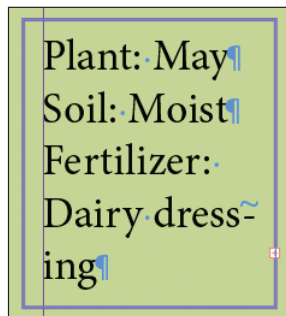 Plant: May¶
Soil: Moist¶
Fertilizer:
Dairy dress-
ing¶